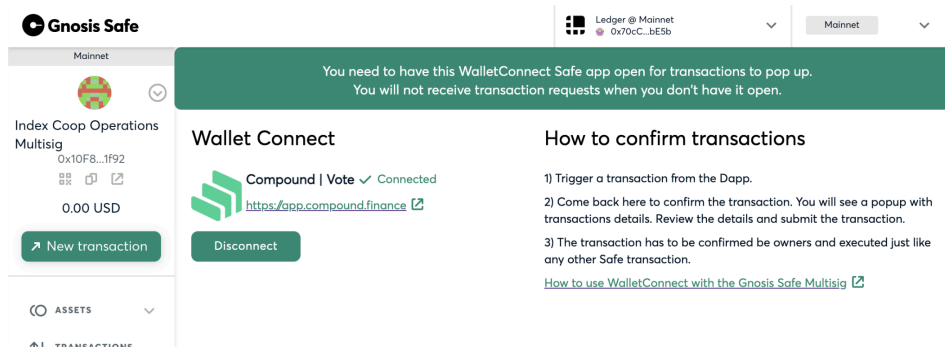 Gnosis Safe
Ledger @ Mainnet
0x70cC...bE5b
Mainnet
Mainnet
Index Coop Operations
Multisig
0x10F8...1f92
0.00 USD
New transaction
ASSETS
TRANSACTIONS
You need to have this WalletConnect Safe app open for transactions to pop up.
You will not receive transaction requests when you don't have it open.
Wallet Connect
Compound | Vote ✓ Connected
https://app.compound.finance
Disconnect
How to confirm transactions
1) Trigger a transaction from the Dapp.
2) Come back here to confirm the transaction. You will see a popup with
transactions details. Review the details and submit the transaction.
3) The transaction has to be confirmed be owners and executed just like
any other Safe transaction.
How to use WalletConnect with the Gnosis Safe Multisig